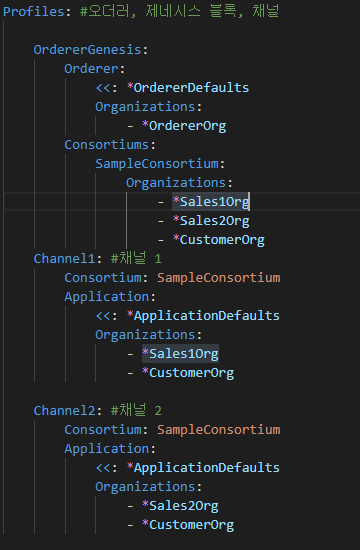 Profiles: #오더러, 제네시스 블록, 채널
OrdererGenesis:
Orderer:
<<: *OrdererDefaults
Organizations:
- *OrdererOrg
Consortiums:
SampleConsortium:
Organizations:
- *Sales1Org
- *Sales2Org
- *CustomerOrg
Channel1: #채널 1
Consortium: SampleConsortium
Application:
<<: *ApplicationDefaults
Organizations:
- *Sales1Org
- *CustomerOrg
Channel2: #채널 2
Consortium: SampleConsortium
Application:
<<: *ApplicationDefaults
Organizations:
- *Sales2Org
- *CustomerOrg